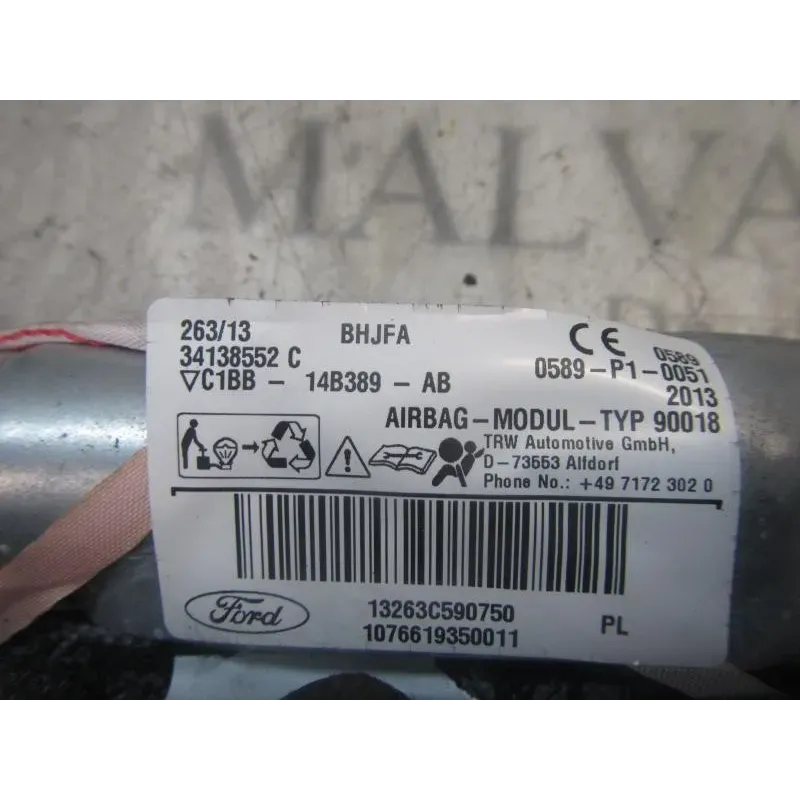 MALVA
263/13 BHJFA CE 0589
34138552 C 0589-P1-0051
▽C1BB - 14B389 - AB 2013
AIRBAG-MODUL-TYP 90018
TRW Automotive GmbH,
D-73553 Alfdorf
Phone No.: +49 7172 302 0
Ford
13263C590750
1076619350011
PL